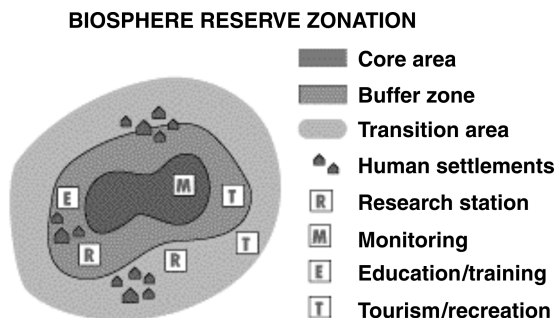 BIOSPHERE RESERVE ZONATION
Core area
Buffer zone
Transition area
Human settlements
R Research station
M Monitoring
E Education/training
T Tourism/recreation
M
E T
R R T